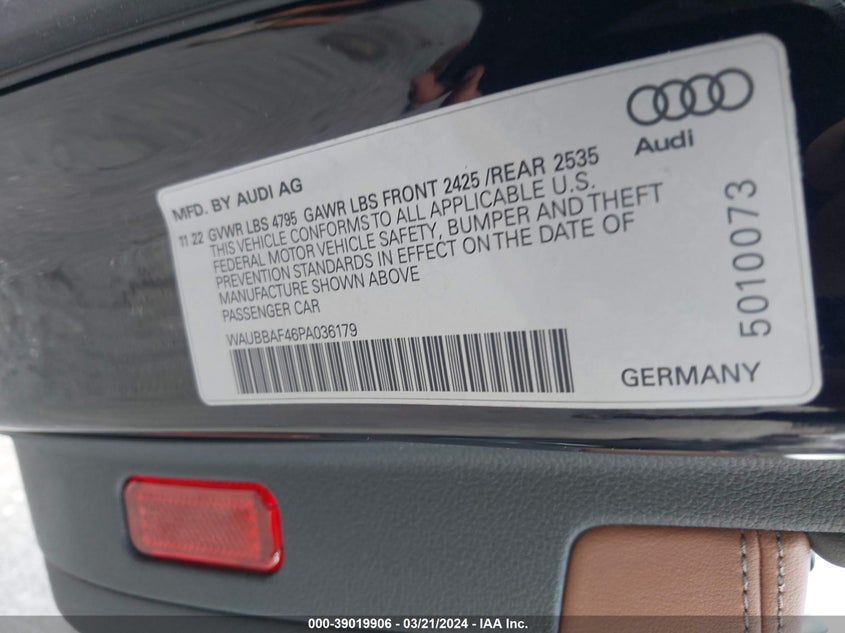 Audi
MFD. BY AUDI AG
11 22 GVWR LBS 4795 GAWR LBS FRONT 2425 /REAR 2535
THIS VEHICLE CONFORMS TO ALL APPLICABLE U.S.
FEDERAL MOTOR VEHICLE SAFETY, BUMPER AND THEFT
PREVENTION STANDARDS IN EFFECT ON THE DATE OF
MANUFACTURE SHOWN ABOVE
PASSENGER CAR
WAUBBAF46PA036179
GERMANY
5010073
000-39019906 - 03/21/2024 - IAA Inc.